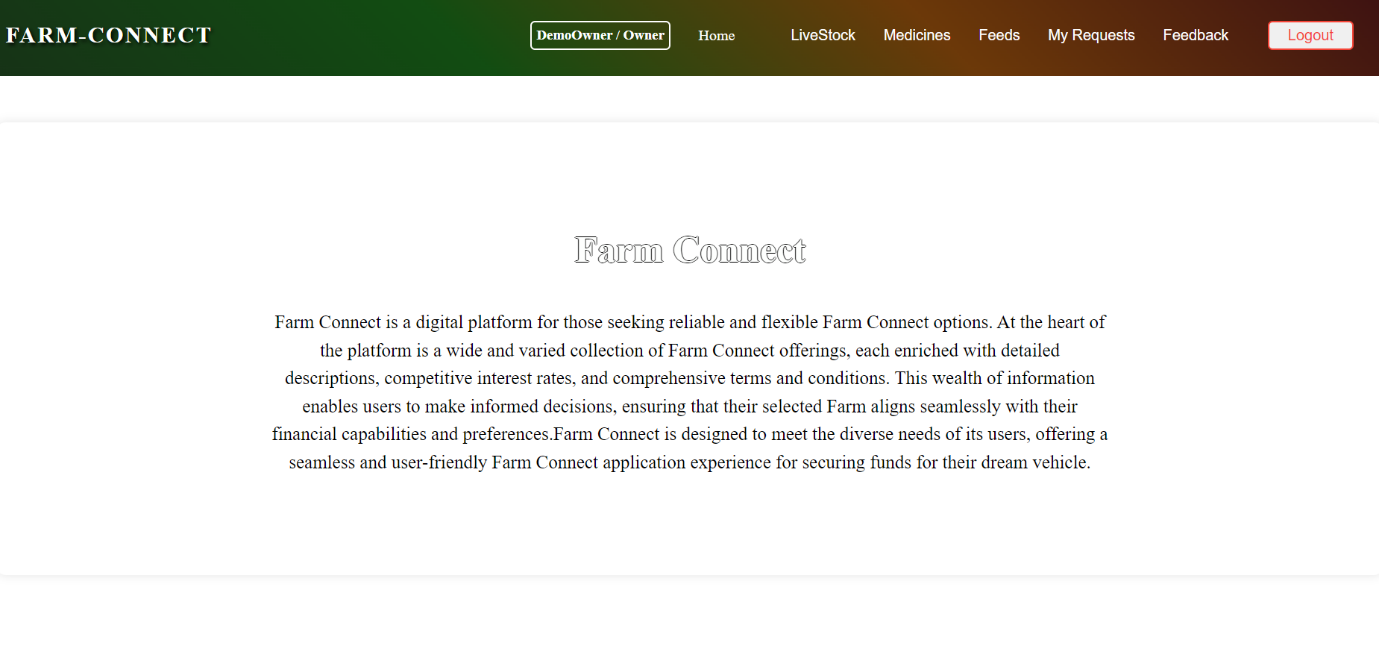 FARM-CONNECT
DemoOwner / Owner
Home
LiveStock
Medicines
Feeds
My Requests
Feedback
Logout
Farm Connect
Farm Connect is a digital platform for those seeking reliable and flexible Farm Connect options. At the heart of
the platform is a wide and varied collection of Farm Connect offerings, each enriched with detailed
descriptions, competitive interest rates, and comprehensive terms and conditions. This wealth of information
enables users to make informed decisions, ensuring that their selected Farm aligns seamlessly with their
financial capabilities and preferences.Farm Connect is designed to meet the diverse needs of its users, offering a
seamless and user-friendly Farm Connect application experience for securing funds for their dream vehicle.